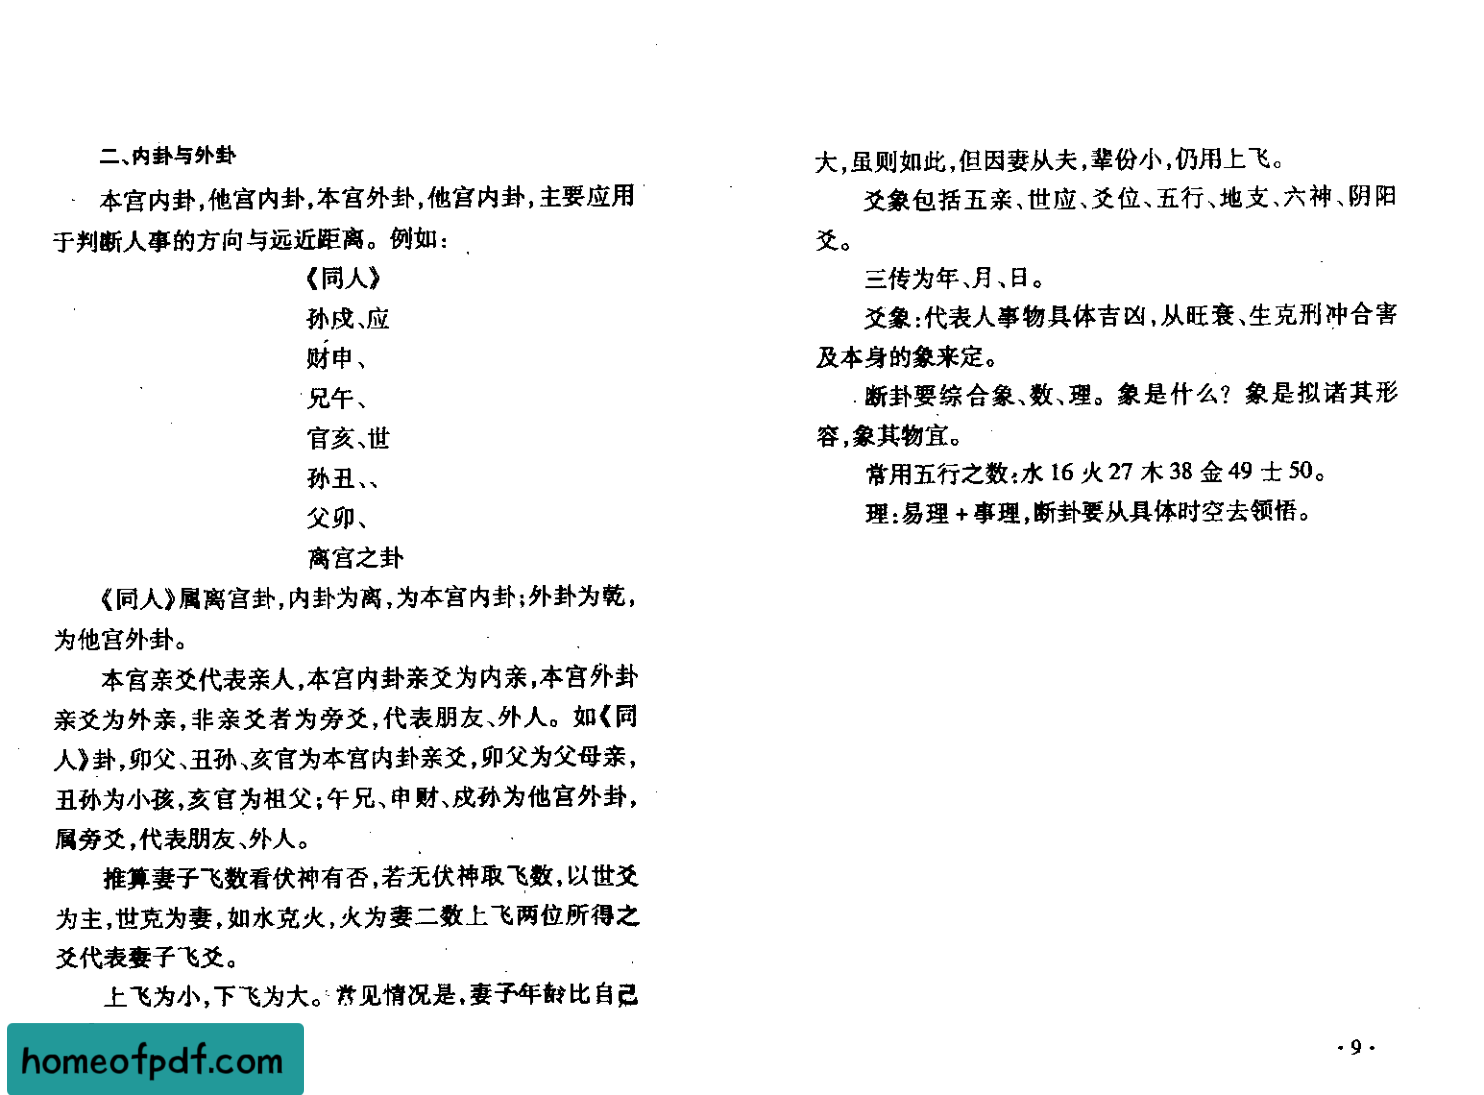 二、内卦与外卦
本宫内卦,他宫内卦,本宫外卦,他宫内卦,主要应用
于判断人事的方向与远近距离。例如:
《同人》
孙戌、应
财申、
兄午、
官亥、世
孙丑、、
父卯、
离宫之卦
《同人》属离宫卦,内卦为离,为本宫内卦;外卦为乾,
为他宫外卦。
本宫亲爻代表亲人,本宫内卦亲爻为内亲,本宫外卦
亲爻为外亲,非亲爻者为旁爻,代表朋友、外人。如《同
人》卦,卯父、丑孙、亥官为本宫内卦亲爻,卯父为父母亲,
丑孙为小孩,亥官为祖父;午兄、申财、戌孙为他宫外卦,
属旁爻,代表朋友、外人。
推算妻子飞数看伏神有否,若无伏神取飞数,以世爻
为主,世克为妻,如水克火,火为妻二数上飞两位所得之
爻代表妻子飞爻。
上飞为小,下飞为大。常见情况是,妻子年龄比自己
大,虽则如此,但因妻从夫,辈份小,仍用上飞。
爻象包括五亲、世应、爻位、五行、地支、六神、阴阳
爻。
三传为年、月、日。
爻象:代表人事物具体吉凶,从旺衰、生克刑冲合害
及本身的象来定。
断卦要综合象、数、理。象是什么?象是拟诸其形
容,象其物宜。
常用五行之数:水 16 火 27 木 38 金 49 士 50。
理:易理+事理,断卦要从具体时空去领悟。
·9·
homeofpdf.com